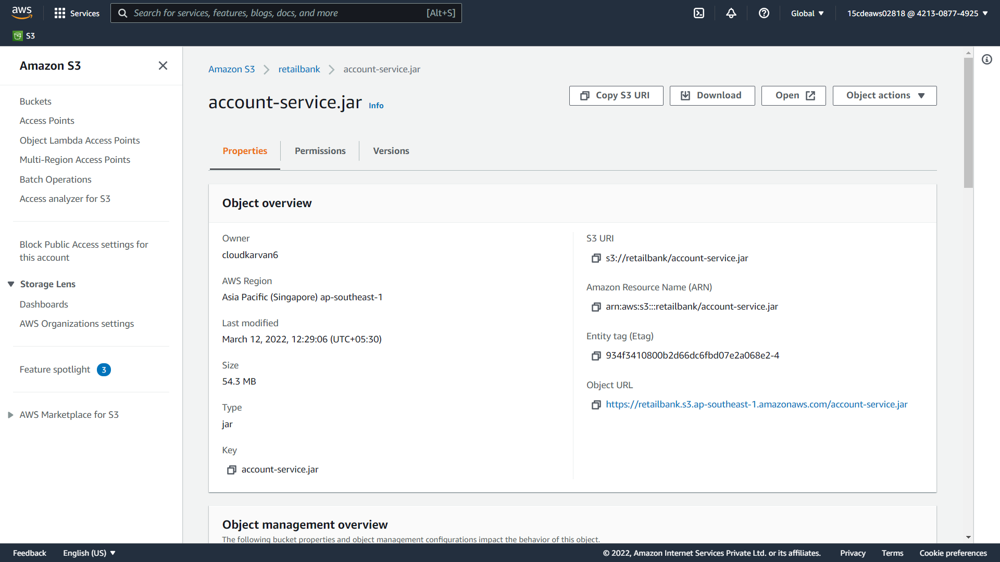 aws
Services
Search for services, features, blogs, docs, and more
[Alt+S]
Global
15cdeaws02818 @ 4213-0877-4925
S3
Amazon S3
Buckets
Access Points
Object Lambda Access Points
Multi-Region Access Points
Batch Operations
Access analyzer for S3
Block Public Access settings for
this account
Storage Lens
Dashboards
AWS Organizations settings
Feature spotlight 3
AWS Marketplace for S3
Amazon S3 > retailbank > account-service.jar
account-service.jar Info
Copy S3 URI
Download
Open
Object actions
Properties
Permissions
Versions
Object overview
Owner
cloudkarvan6
AWS Region
Asia Pacific (Singapore) ap-southeast-1
Last modified
March 12, 2022, 12:29:06 (UTC+05:30)
Size
54.3 MB
Type
jar
Key
account-service.jar
S3 URI
s3://retailbank/account-service.jar
Amazon Resource Name (ARN)
arn:aws:s3:::retailbank/account-service.jar
Entity tag (Etag)
934f3410800b2d66dc6fbd07e2a068e2-4
Object URL
https://retailbank.s3.ap-southeast-1.amazonaws.com/account-service.jar
Object management overview
The following bucket properties and object management configurations impact the behavior of this object.
Feedback
English (US)
© 2022, Amazon Internet Services Private Ltd. or its affiliates.
Privacy
Terms
Cookie preferences